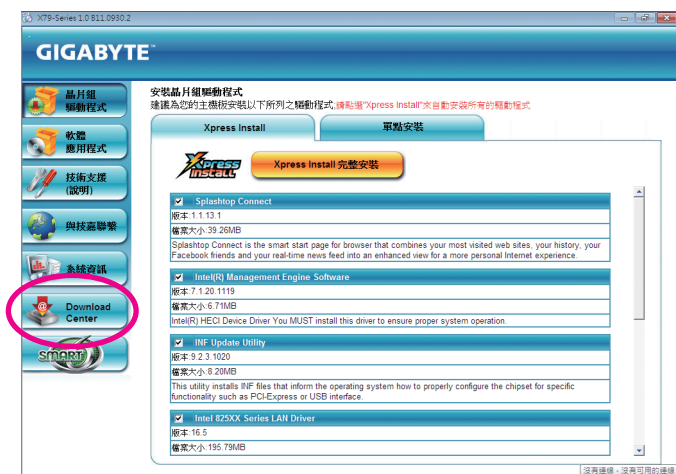 X79-Series 1.0 B11.0930.2
GIGABYTE™
晶片組
驅動程式
軟體
應用程式
技術支援
(說明)
與技嘉聯繫
系統資訊
Download
Center
SMART
安裝晶片組驅動程式
建議為您的主機板安裝以下所列之驅動程式;請點選"Xpress Install"來自動安裝所有的驅動程式
Xpress Install
單點安裝
Xpress
Install
Xpress Install 完整安裝
Splashtop Connect
版本:1.1.13.1
檔案大小:39.26MB
Splashtop Connect is the smart start page for browser that combines your most visited web sites, your history, your
Facebook friends and your real-time news feed into an enhanced view for a more personal Internet experience.
Intel(R) Management Engine Software
版本:7.1.20.1119
檔案大小:6.71MB
Intel(R) HECI Device Driver You MUST install this driver to ensure proper system operation.
INF Update Utility
版本:9.2.3.1020
檔案大小:8.20MB
This utility installs INF files that inform the operating system how to properly configure the chipset for specific
functionality such as PCI-Express or USB interface.
Intel 825XX Series LAN Driver
版本:16.5
檔案大小:195.79MB
沒有連線 - 沒有可用的連線